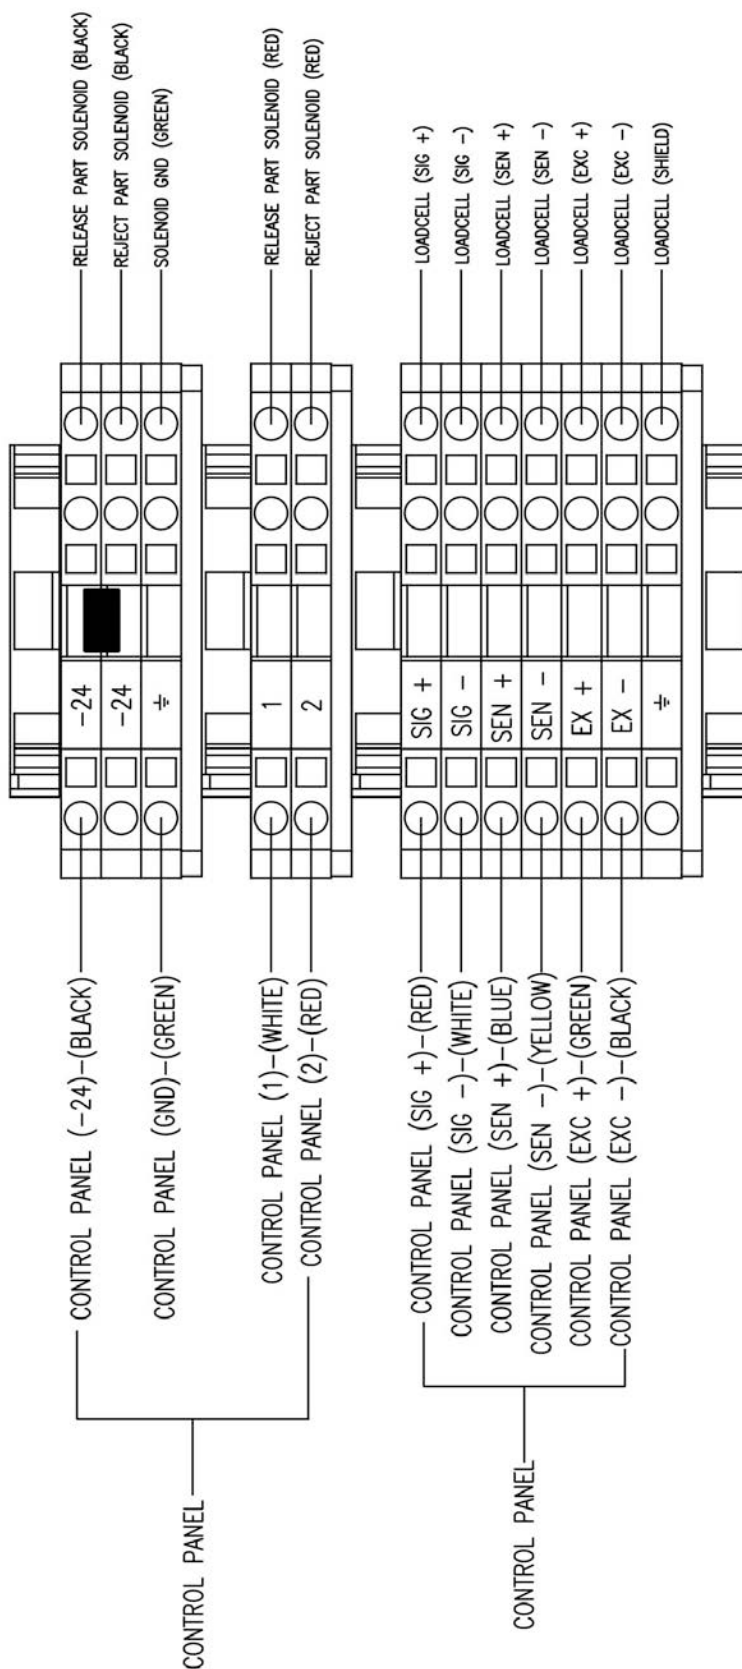 RELEASE PART SOLENOID (BLACK)
REJECT PART SOLENOID (BLACK)
SOLENOID GND (GREEN)
RELEASE PART SOLENOID (RED)
REJECT PART SOLENOID (RED)
LOADCELL (SIG +)
LOADCELL (SIG -)
LOADCELL (SEN +)
LOADCELL (SEN -)
LOADCELL (EXC +)
LOADCELL (EXC -)
LOADCELL (SHIELD)
-24
-24
1
2
SIG +
SIG -
SEN +
SEN -
EX +
EX -
CONTROL PANEL (-24)-(BLACK)
CONTROL PANEL (GND)-(GREEN)
CONTROL PANEL (1)-(WHITE)
CONTROL PANEL (2)-(RED)
CONTROL PANEL (SIG +)-(RED)
CONTROL PANEL (SIG -)-(WHITE)
CONTROL PANEL (SEN +)-(BLUE)
CONTROL PANEL (SEN -)-(YELLOW)
CONTROL PANEL (EXC +)-(GREEN)
CONTROL PANEL (EXC -)-(BLACK)
CONTROL PANEL
CONTROL PANEL